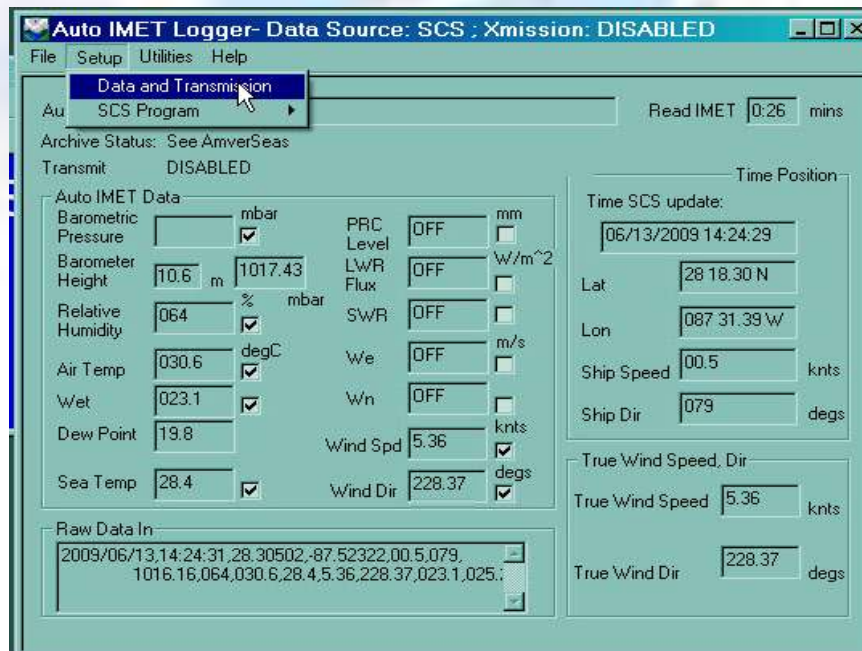 Auto IMET Logger- Data Source: SCS ; Xmission: DISABLED
File Setup Utilities Help
Data and Transmission
SCS Program
Au
Read IMET 0:26 mins
Archive Status: See AmverSeas
Transmit DISABLED
Auto IMET Data
Barometric Pressure mbar
Barometer Height 10.6 m 1017.43 mbar
Relative Humidity 064 %
Air Temp 030.6 degC
Wet 023.1
Dew Point 19.8
Sea Temp 28.4
PRC Level OFF mm
LWR Flux OFF W/m^2
SWR OFF
We OFF m/s
Wn OFF
Wind Spd 5.36 knts
Wind Dir 228.37 degs
Time Position
Time SCS update:
06/13/2009 14:24:29
Lat 28 18.30 N
Lon 087 31.39 W
Ship Speed 00.5 knts
Ship Dir 079 degs
True Wind Speed, Dir
True Wind Speed 5.36 knts
True Wind Dir 228.37 degs
Raw Data In
2009/06/13,14:24:31,28.30502,-87.52322,00.5,079,
1016.16,064,030.6,28.4,5.36,228.37,023.1,025.